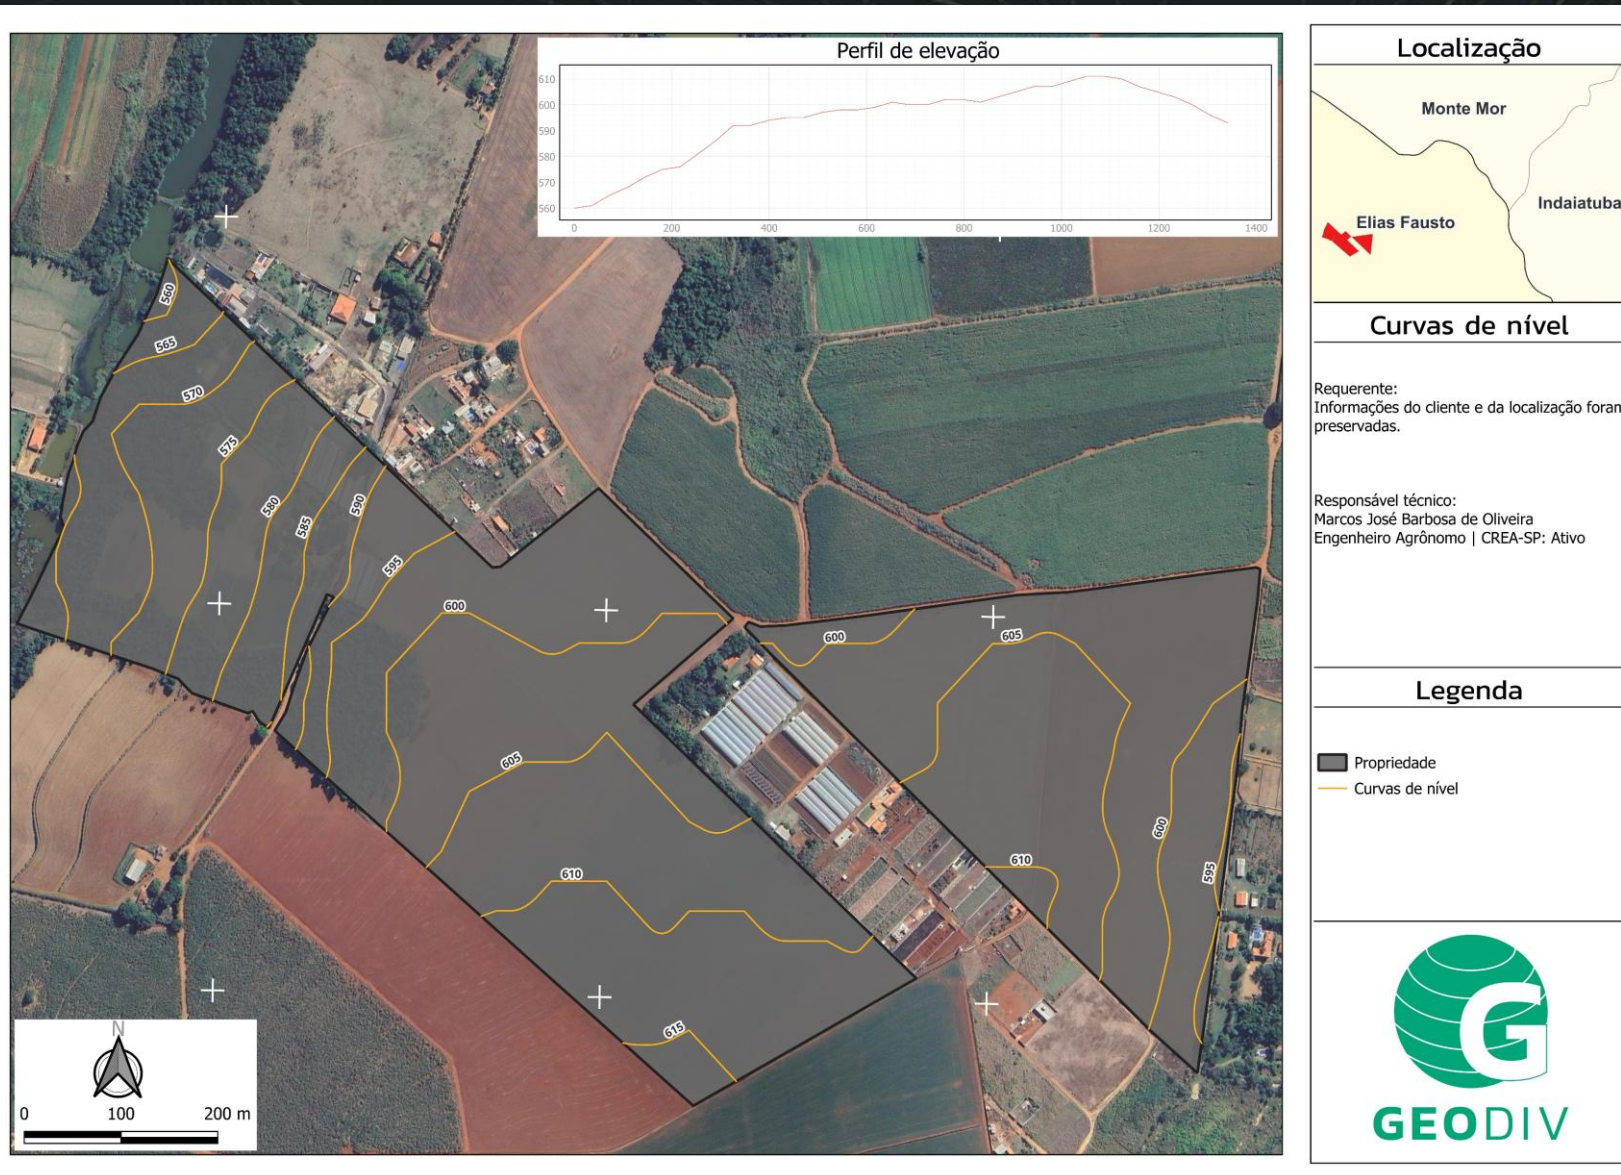 Perfil de elevação
610
600
590
580
570
560
0 200 400 600 800 1000 1200 1400
560
565
570
575
580
585
590
595
600
605
610
615
600
605
610
600
595
N
0 100 200 m
Localização
Monte Mor
Indaiatuba
Elias Fausto
Curvas de nível
Requerente:
Informações do cliente e da localização foram
preservadas.
Responsável técnico:
Marcos José Barbosa de Oliveira
Engenheiro Agrônomo | CREA-SP: Ativo
Legenda
Propriedade
Curvas de nível
G
GEODIV